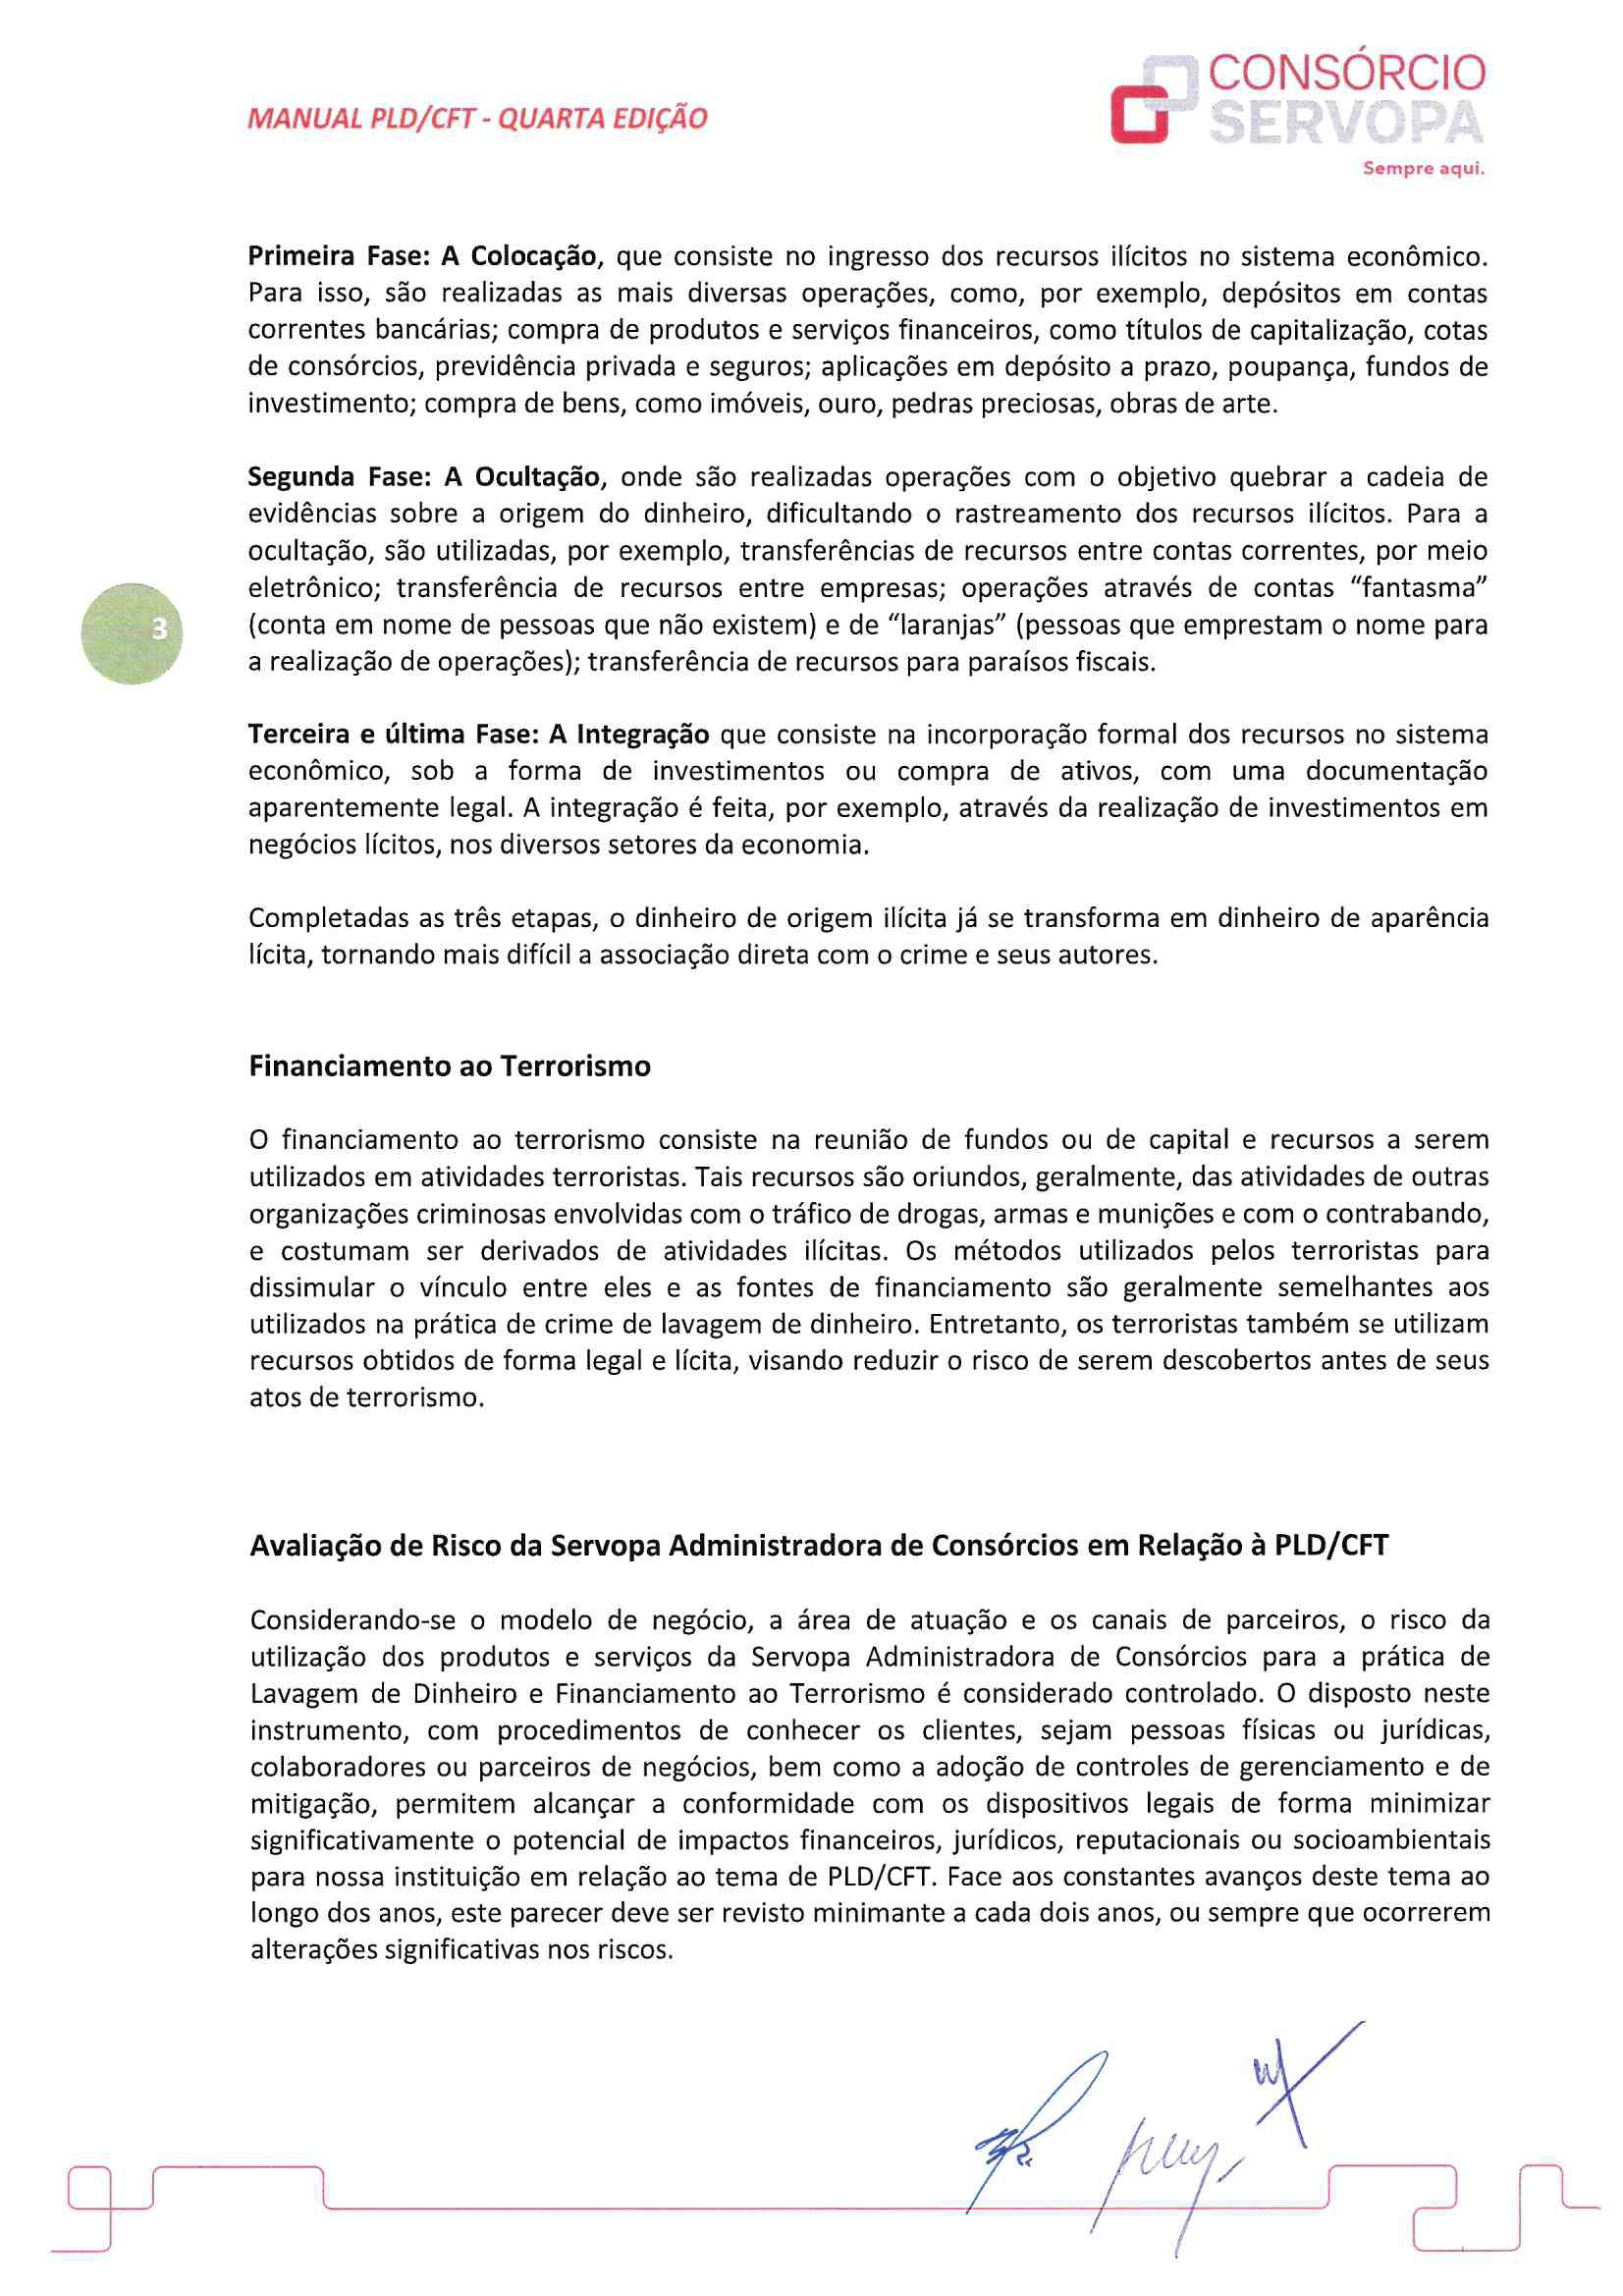 MANUAL PLD/CFT - QUARTA EDIÇÃO
CONSÓRCIO
SERVOPA
Sempre aqui.
Primeira Fase: A Colocação, que consiste no ingresso dos recursos ilícitos no sistema econômico.
Para isso, são realizadas as mais diversas operações, como, por exemplo, depósitos em contas
correntes bancárias; compra de produtos e serviços financeiros, como títulos de capitalização, cotas
de consórcios, previdência privada e seguros; aplicações em depósito a prazo, poupança, fundos de
investimento; compra de bens, como imóveis, ouro, pedras preciosas, obras de arte.
Segunda Fase: A Ocultação, onde são realizadas operações com o objetivo quebrar a cadeia de
evidências sobre a origem do dinheiro, dificultando o rastreamento dos recursos ilícitos. Para a
ocultação, são utilizadas, por exemplo, transferências de recursos entre contas correntes, por meio
eletrônico; transferência de recursos entre empresas; operações através de contas “fantasma”
3
(conta em nome de pessoas que não existem) e de “laranjas” (pessoas que emprestam o nome para
a realização de operações); transferência de recursos para paraísos fiscais.
Terceira e última Fase: A Integração que consiste na incorporação formal dos recursos no sistema
econômico, sob a forma de investimentos ou compra de ativos, com uma documentação
aparentemente legal. A integração é feita, por exemplo, através da realização de investimentos em
negócios lícitos, nos diversos setores da economia.
Completadas as três etapas, o dinheiro de origem ilícita já se transforma em dinheiro de aparência
lícita, tornando mais difícil a associação direta com o crime e seus autores.
Financiamento ao Terrorismo
O financiamento ao terrorismo consiste na reunião de fundos ou de capital e recursos a serem
utilizados em atividades terroristas. Tais recursos são oriundos, geralmente, das atividades de outras
organizações criminosas envolvidas com o tráfico de drogas, armas e munições e com o contrabando,
e costumam ser derivados de atividades ilícitas. Os métodos utilizados pelos terroristas para
dissimular o vínculo entre eles e as fontes de financiamento são geralmente semelhantes aos
utilizados na prática de crime de lavagem de dinheiro. Entretanto, os terroristas também se utilizam
recursos obtidos de forma legal e lícita, visando reduzir o risco de serem descobertos antes de seus
atos de terrorismo.
Avaliação de Risco da Servopa Administradora de Consórcios em Relação à PLD/CFT
Considerando-se o modelo de negócio, a área de atuação e os canais de parceiros, o risco da
utilização dos produtos e serviços da Servopa Administradora de Consórcios para a prática de
Lavagem de Dinheiro e Financiamento ao Terrorismo é considerado controlado. O disposto neste
instrumento, com procedimentos de conhecer os clientes, sejam pessoas físicas ou jurídicas,
colaboradores ou parceiros de negócios, bem como a adoção de controles de gerenciamento e de
mitigação, permitem alcançar a conformidade com os dispositivos legais de forma minimizar
significativamente o potencial de impactos financeiros, jurídicos, reputacionais ou socioambientais
para nossa instituição em relação ao tema de PLD/CFT. Face aos constantes avanços deste tema ao
longo dos anos, este parecer deve ser revisto minimante a cada dois anos, ou sempre que ocorrerem
alterações significativas nos riscos.